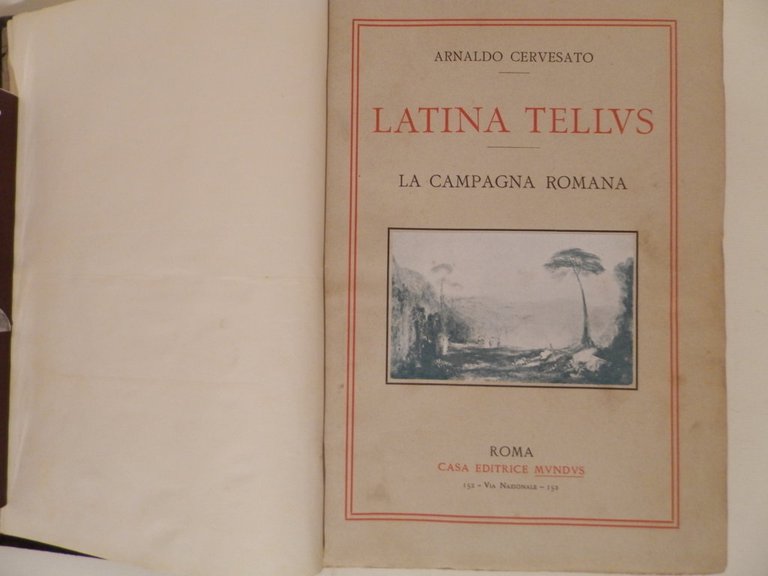 ARNALDO CERVESATO
LATINA TELLVS
LA CAMPAGNA ROMANA
ROMA
CASA EDITRICE MVNDVS
152 - VIA NAZIONALE - 152